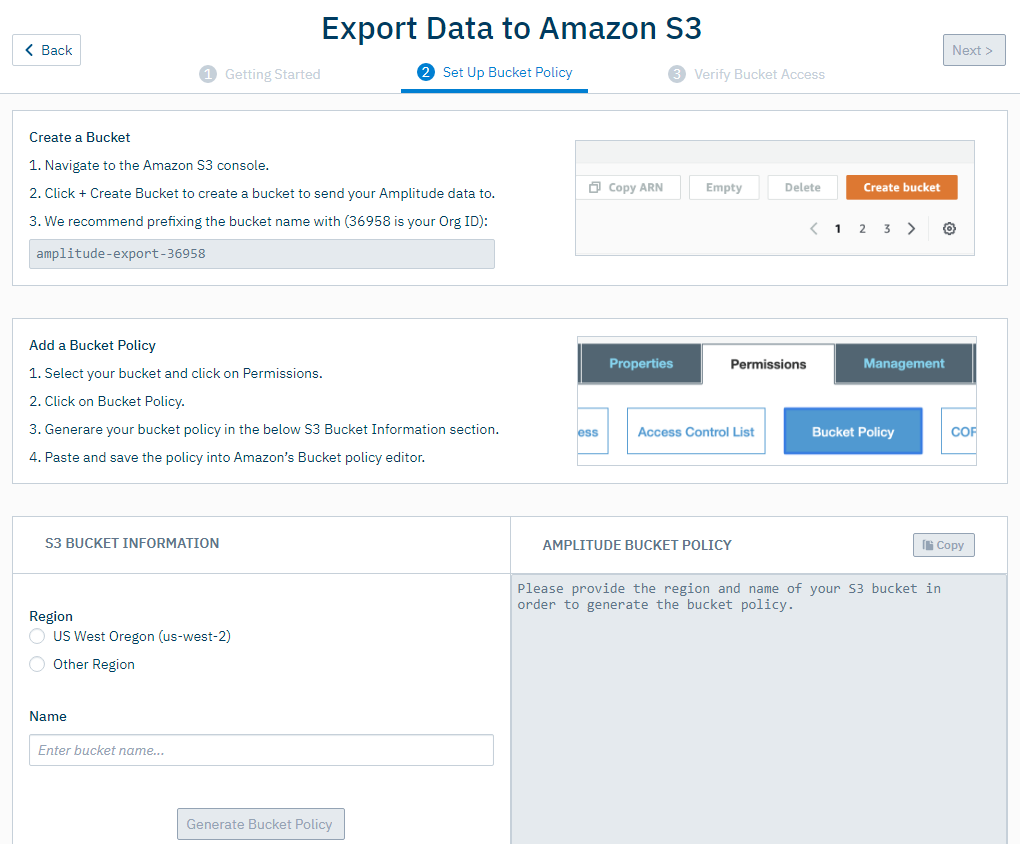 Export Data to Amazon S3
Back
Next >
1 Getting Started
2 Set Up Bucket Policy
3 Verify Bucket Access
Create a Bucket
1. Navigate to the Amazon S3 console.
2. Click + Create Bucket to create a bucket to send your Amplitude data to.
3. We recommend prefixing the bucket name with (36958 is your Org ID):
amplitude-export-36958
Copy ARN Empty Delete Create bucket
1 2 3
Add a Bucket Policy
1. Select your bucket and click on Permissions.
2. Click on Bucket Policy.
3. Generare your bucket policy in the below S3 Bucket Information section.
4. Paste and save the policy into Amazon's Bucket policy editor.
Properties Permissions Management
ess Access Control List Bucket Policy COF
S3 BUCKET INFORMATION
Region
US West Oregon (us-west-2)
Other Region
Name
Enter bucket name...
Generate Bucket Policy
AMPLITUDE BUCKET POLICY
Copy
Please provide the region and name of your S3 bucket in
order to generate the bucket policy.